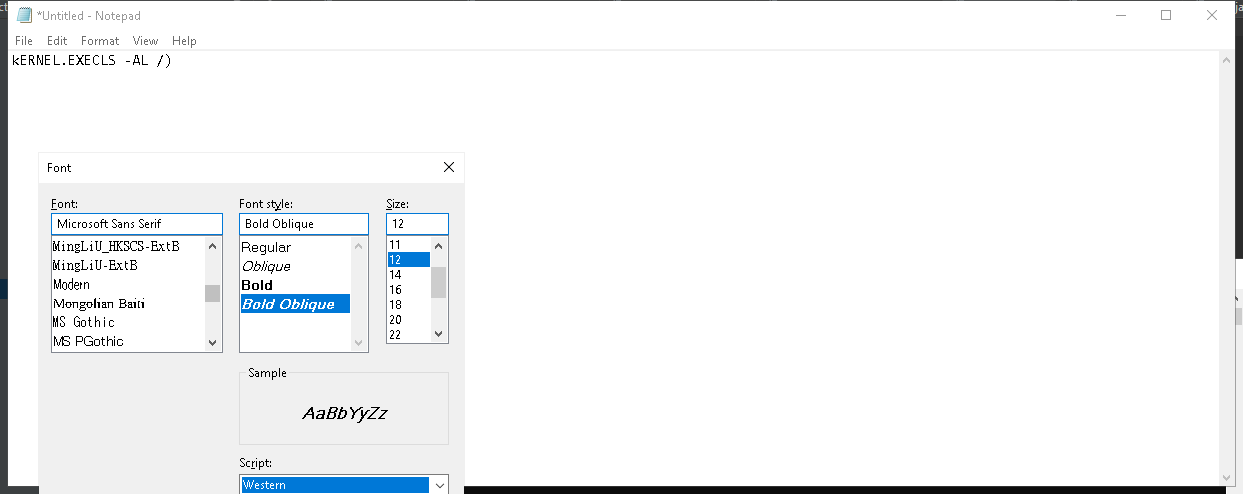 *Untitled - Notepad
File Edit Format View Help
kERNEL.EXECLS -AL /)
Font
Font: Font style: Size:
Microsoft Sans Serif Bold Oblique 12
MingLiU_HKSCS-ExtB Regular 11
MingLiU-ExtB Oblique 12
Modern Bold 14
Mongolian Baiti Bold Oblique 16
MS Gothic 18
MS PGothic 20
22
Sample
AaBbYyZz
Script:
Western